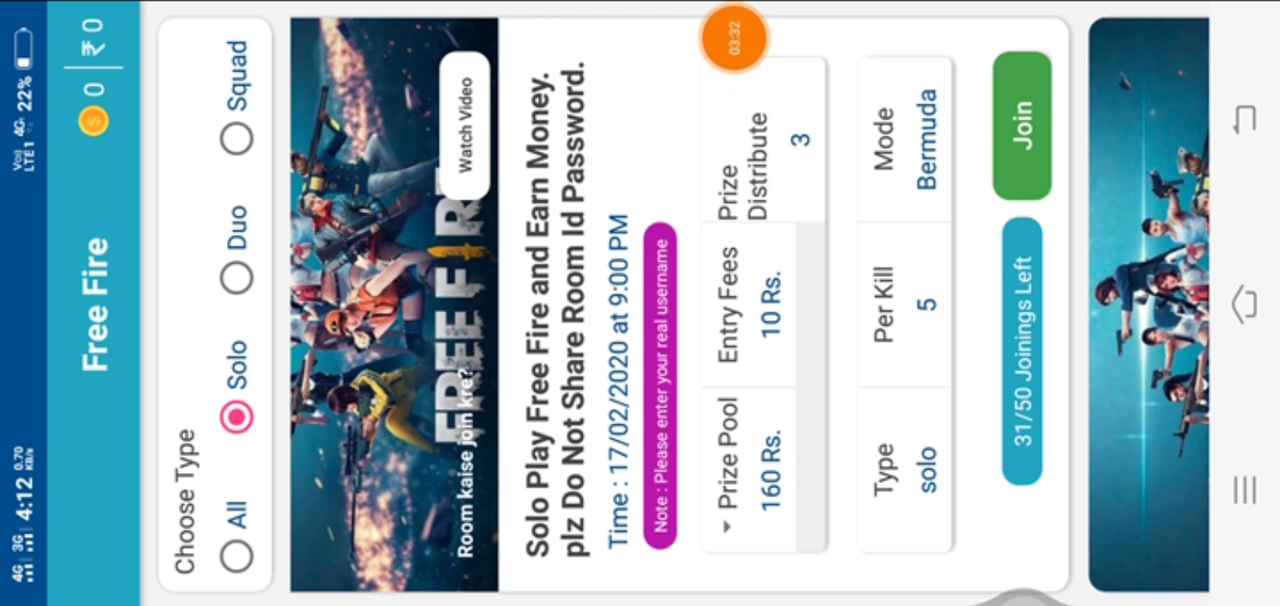 4G 3G 4:12 0.70 KB/s
Vo) 4G LTE1 22%
Free Fire
0 ₹ 0
Choose Type
All Solo Duo Squad
FREE F
Room kaise join kre?
Watch Video
Solo Play Free Fire and Earn Money.
plz Do Not Share Room Id Password.
Time : 17/02/2020 at 9:00 PM
Note : Please enter your real username
03:32
Prize Pool Entry Fees Prize Distribute
160 Rs. 10 Rs. 3
Type Per Kill Mode
solo 5 Bermuda
31/50 Joinings Left Join